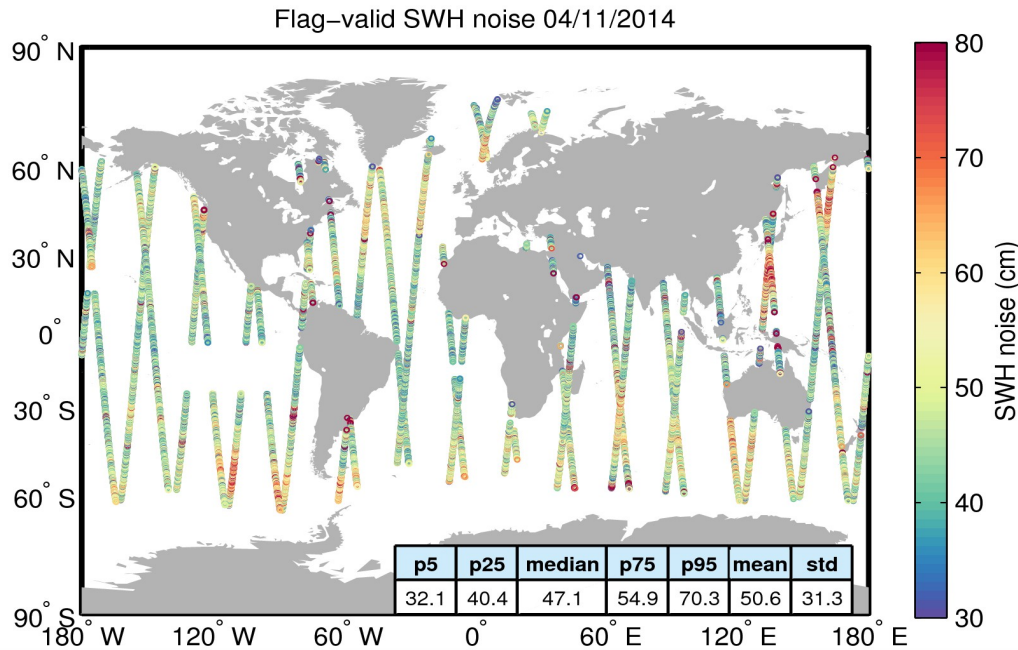 Flag−valid SWH noise 04/11/2014
90° N
60° N
30° N
0°
30° S
60° S
90° S
180° W
120° W
60° W
0°
60° E
120° E
180° E
80
70
60
50
40
30
SWH noise (cm)
p5 p25 median p75 p95 mean std
32.1 40.4 47.1 54.9 70.3 50.6 31.3